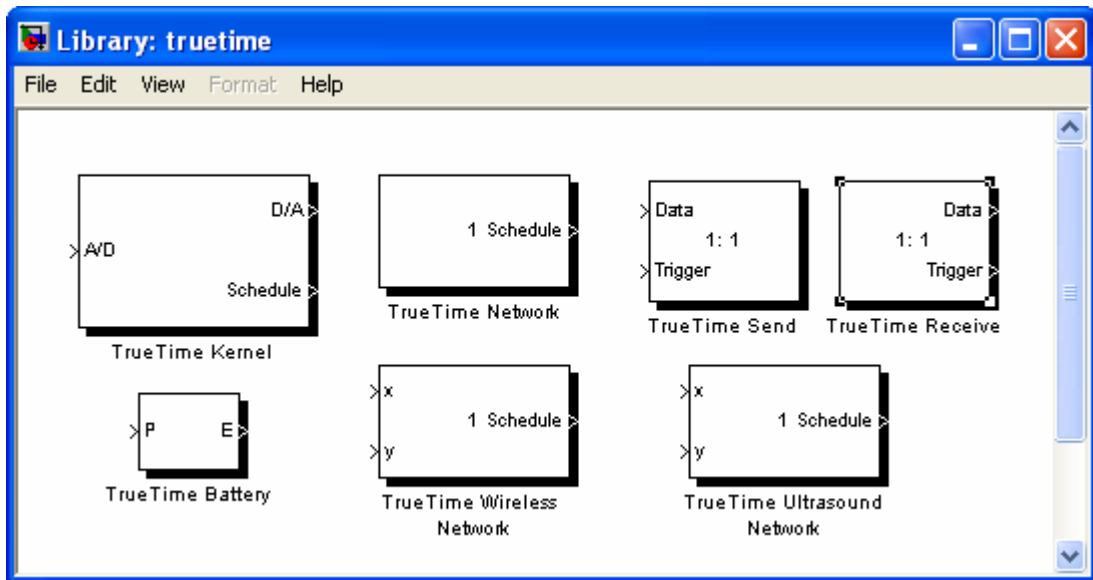 Library: truetime
File Edit View Format Help
D/A
A/D
Schedule
TrueTime Kernel
1 Schedule
TrueTime Network
Data
1: 1
Trigger
TrueTime Send
Data
1: 1
Trigger
TrueTime Receive
P E
TrueTime Battery
x
1 Schedule
y
TrueTime Wireless
Network
x
1 Schedule
y
TrueTime Ultrasound
Network